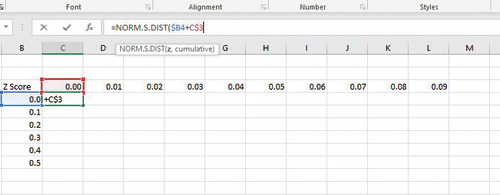 Font Alignment Number Styles
=NORM.S.DIST($B4+C$3
NORM.S.DIST(z, cumulative)
B C D E F G H I J K L M
Z Score 0.00 0.01 0.02 0.03 0.04 0.05 0.06 0.07 0.08 0.09
0.0 +C$3
0.1
0.2
0.3
0.4
0.5